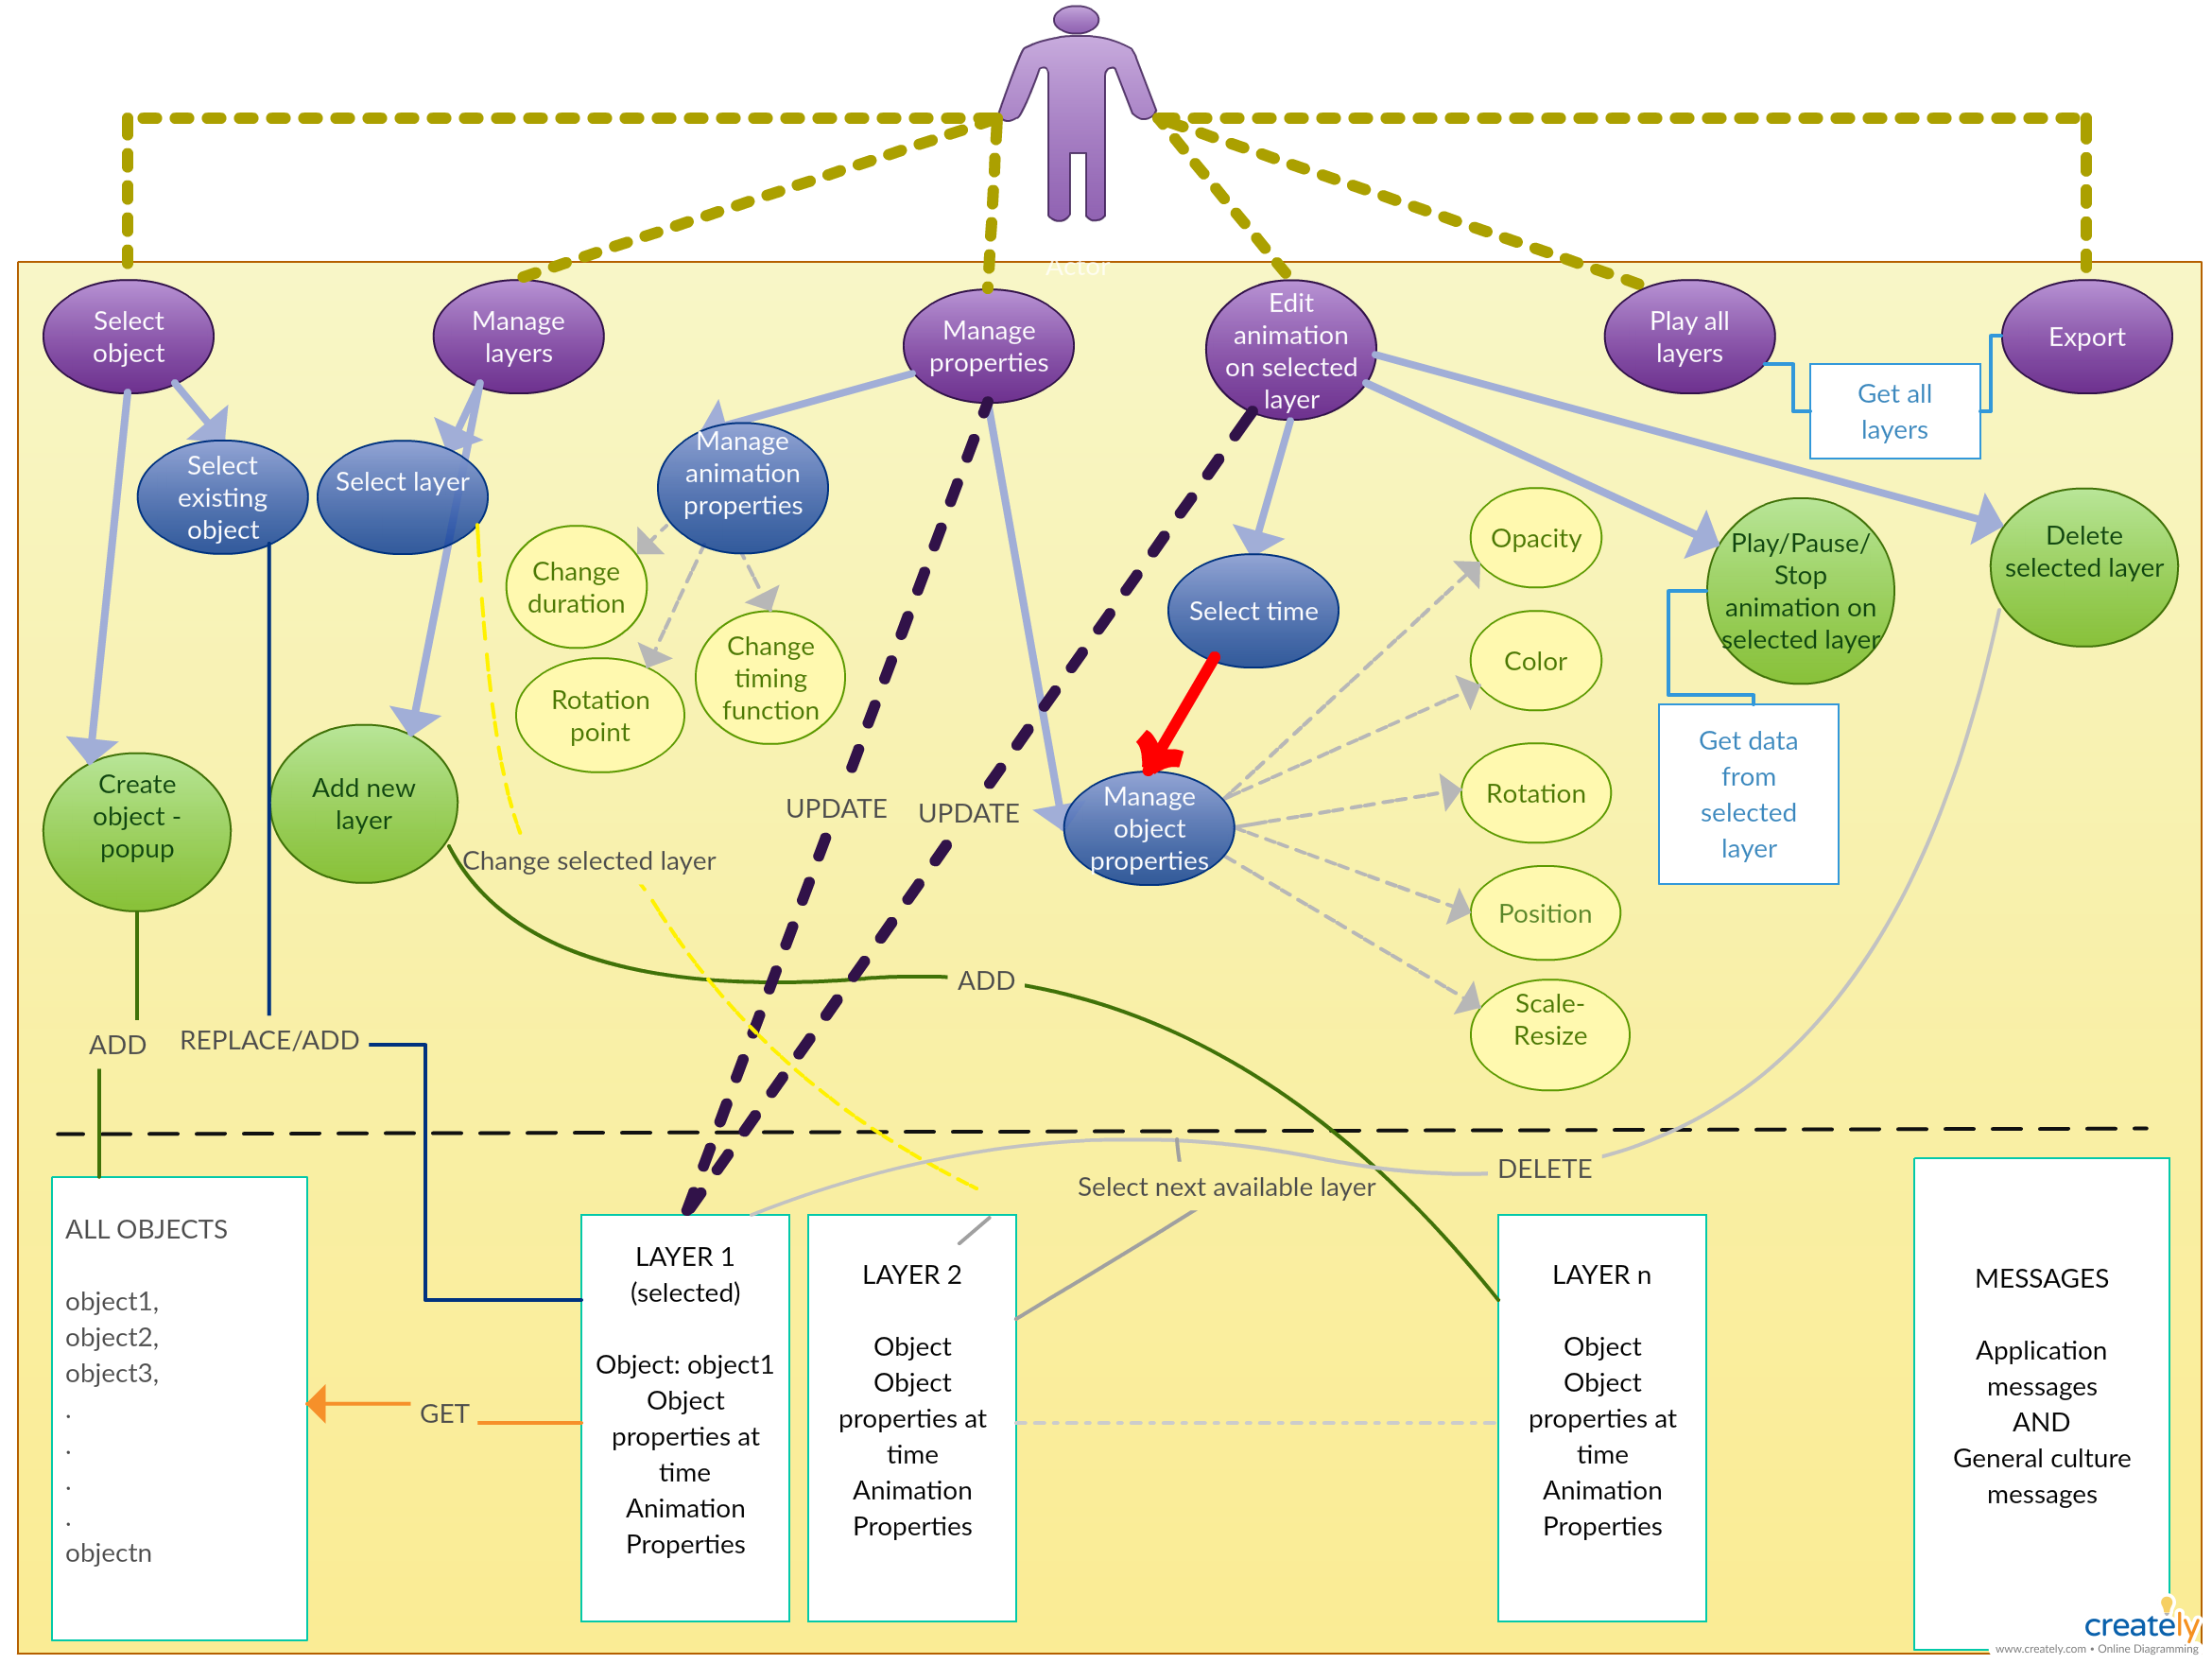 Actor
Select
object
Manage
layers
Manage
properties
Edit
animation
on selected
layer
Play all
layers
Export
Get all
layers
Select
existing
object
Select layer
Manage
animation
properties
Change
duration
Rotation
point
Change
timing
function
Select time
Opacity
Color
Rotation
Position
Scale-
Resize
Play/Pause/
Stop
animation on
selected layer
Delete
selected layer
Get data
from
selected
layer
Create
object -
popup
Add new
layer
Change selected layer
UPDATE
UPDATE
Manage
object
properties
ADD
ADD
REPLACE/ADD
DELETE
Select next available layer
ALL OBJECTS
object1,
object2,
object3,
.
.
.
.
objectn
GET
LAYER 1
(selected)
Object: object1
Object
properties at
time
Animation
Properties
LAYER 2
Object
Object
properties at
time
Animation
Properties
LAYER n
Object
Object
properties at
time
Animation
Properties
MESSAGES
Application
messages
AND
General culture
messages
creately
www.creately.com • Online Diagramming